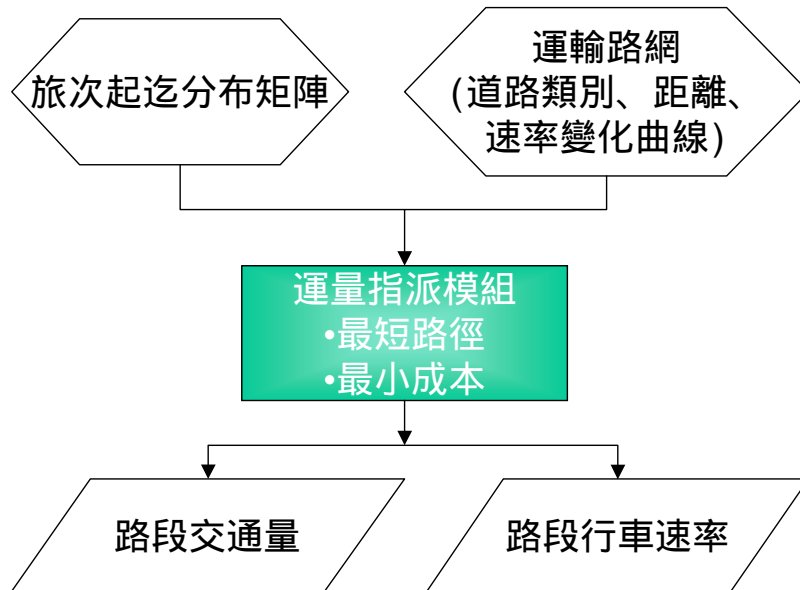 旅次起迄分布矩陣
運輸路網
(道路類別、距離、
速率變化曲線)
運量指派模組
•最短路徑
•最小成本
路段交通量
路段行車速率